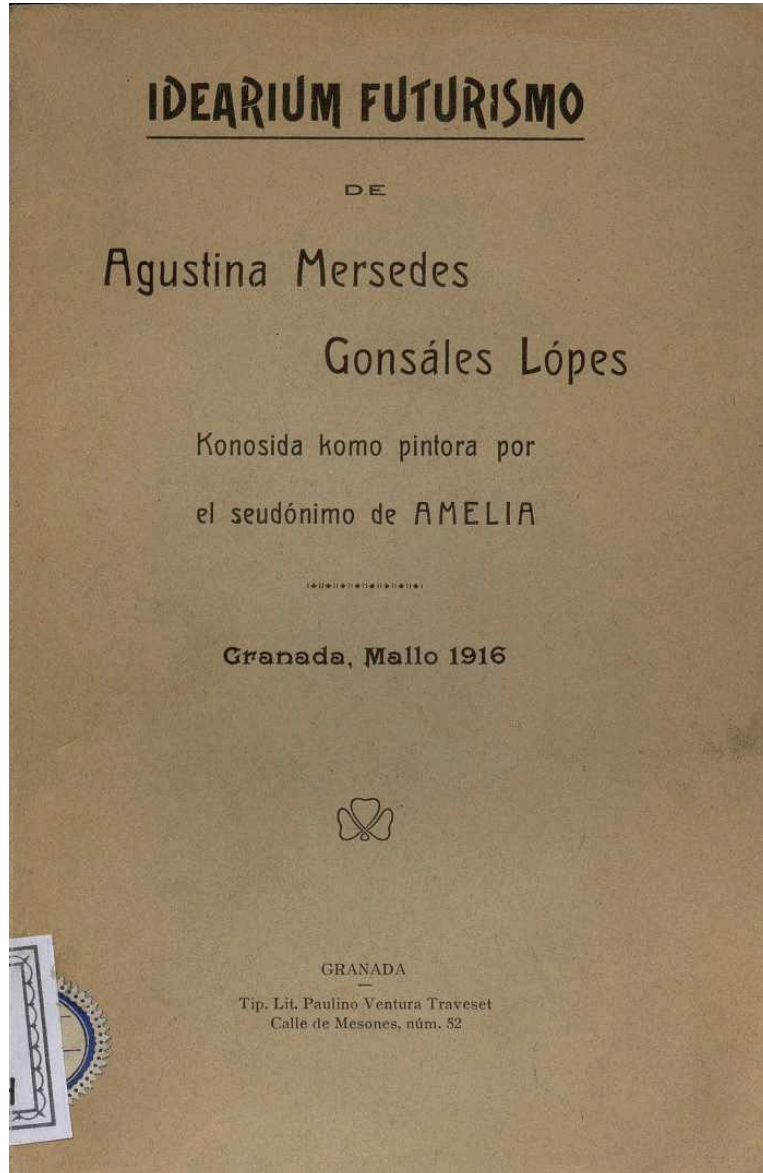 IDEARIUM FUTURISMO
DE
Agustina Mersedes
Gonsáles Lópes
Konosida komo pintora por
el seudónimo de AMELIA
Granada, Mallo 1916
GRANADA
Tip. Lit. Paulino Ventura Traveset
Calle de Mesones, núm. 52